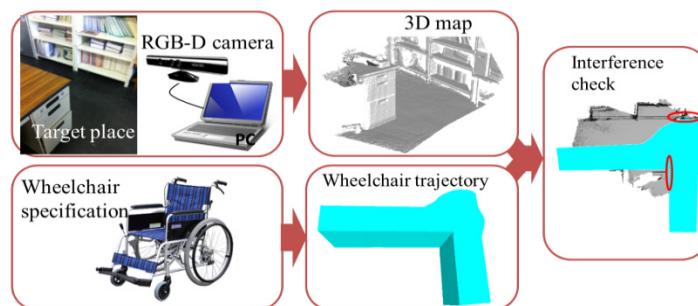 RGB-D camera
Target place
PC
3D map
Wheelchair
specification
Wheelchair trajectory
Interference
check